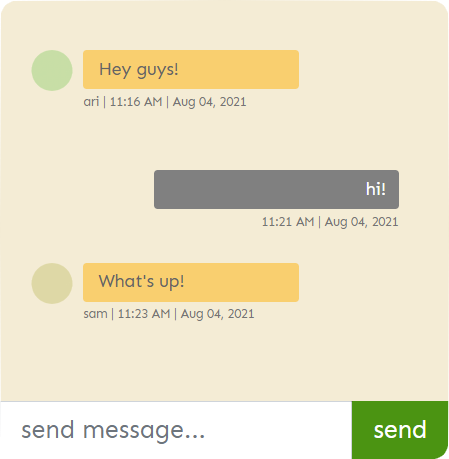 Hey guys!
ari | 11:16 AM | Aug 04, 2021
hi!
11:21 AM | Aug 04, 2021
What's up!
sam | 11:23 AM | Aug 04, 2021
send message...
send